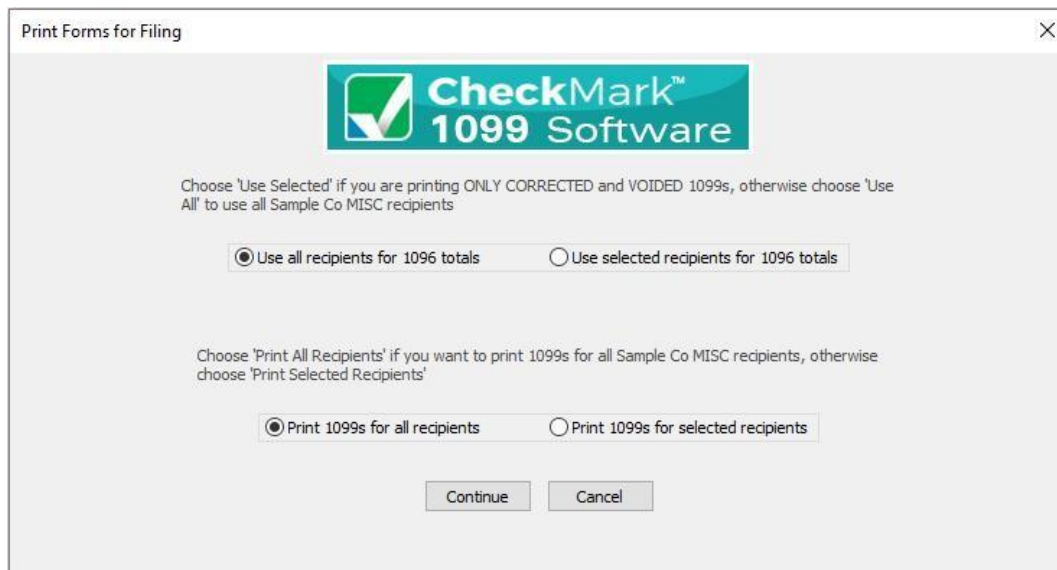 Print Forms for Filing
CheckMark™
1099 Software
Choose 'Use Selected' if you are printing ONLY CORRECTED and VOIDED 1099s, otherwise choose 'Use
All' to use all Sample Co MISC recipients
Use all recipients for 1096 totals
Use selected recipients for 1096 totals
Choose 'Print All Recipients' if you want to print 1099s for all Sample Co MISC recipients, otherwise
choose 'Print Selected Recipients'
Print 1099s for all recipients
Print 1099s for selected recipients
Continue
Cancel